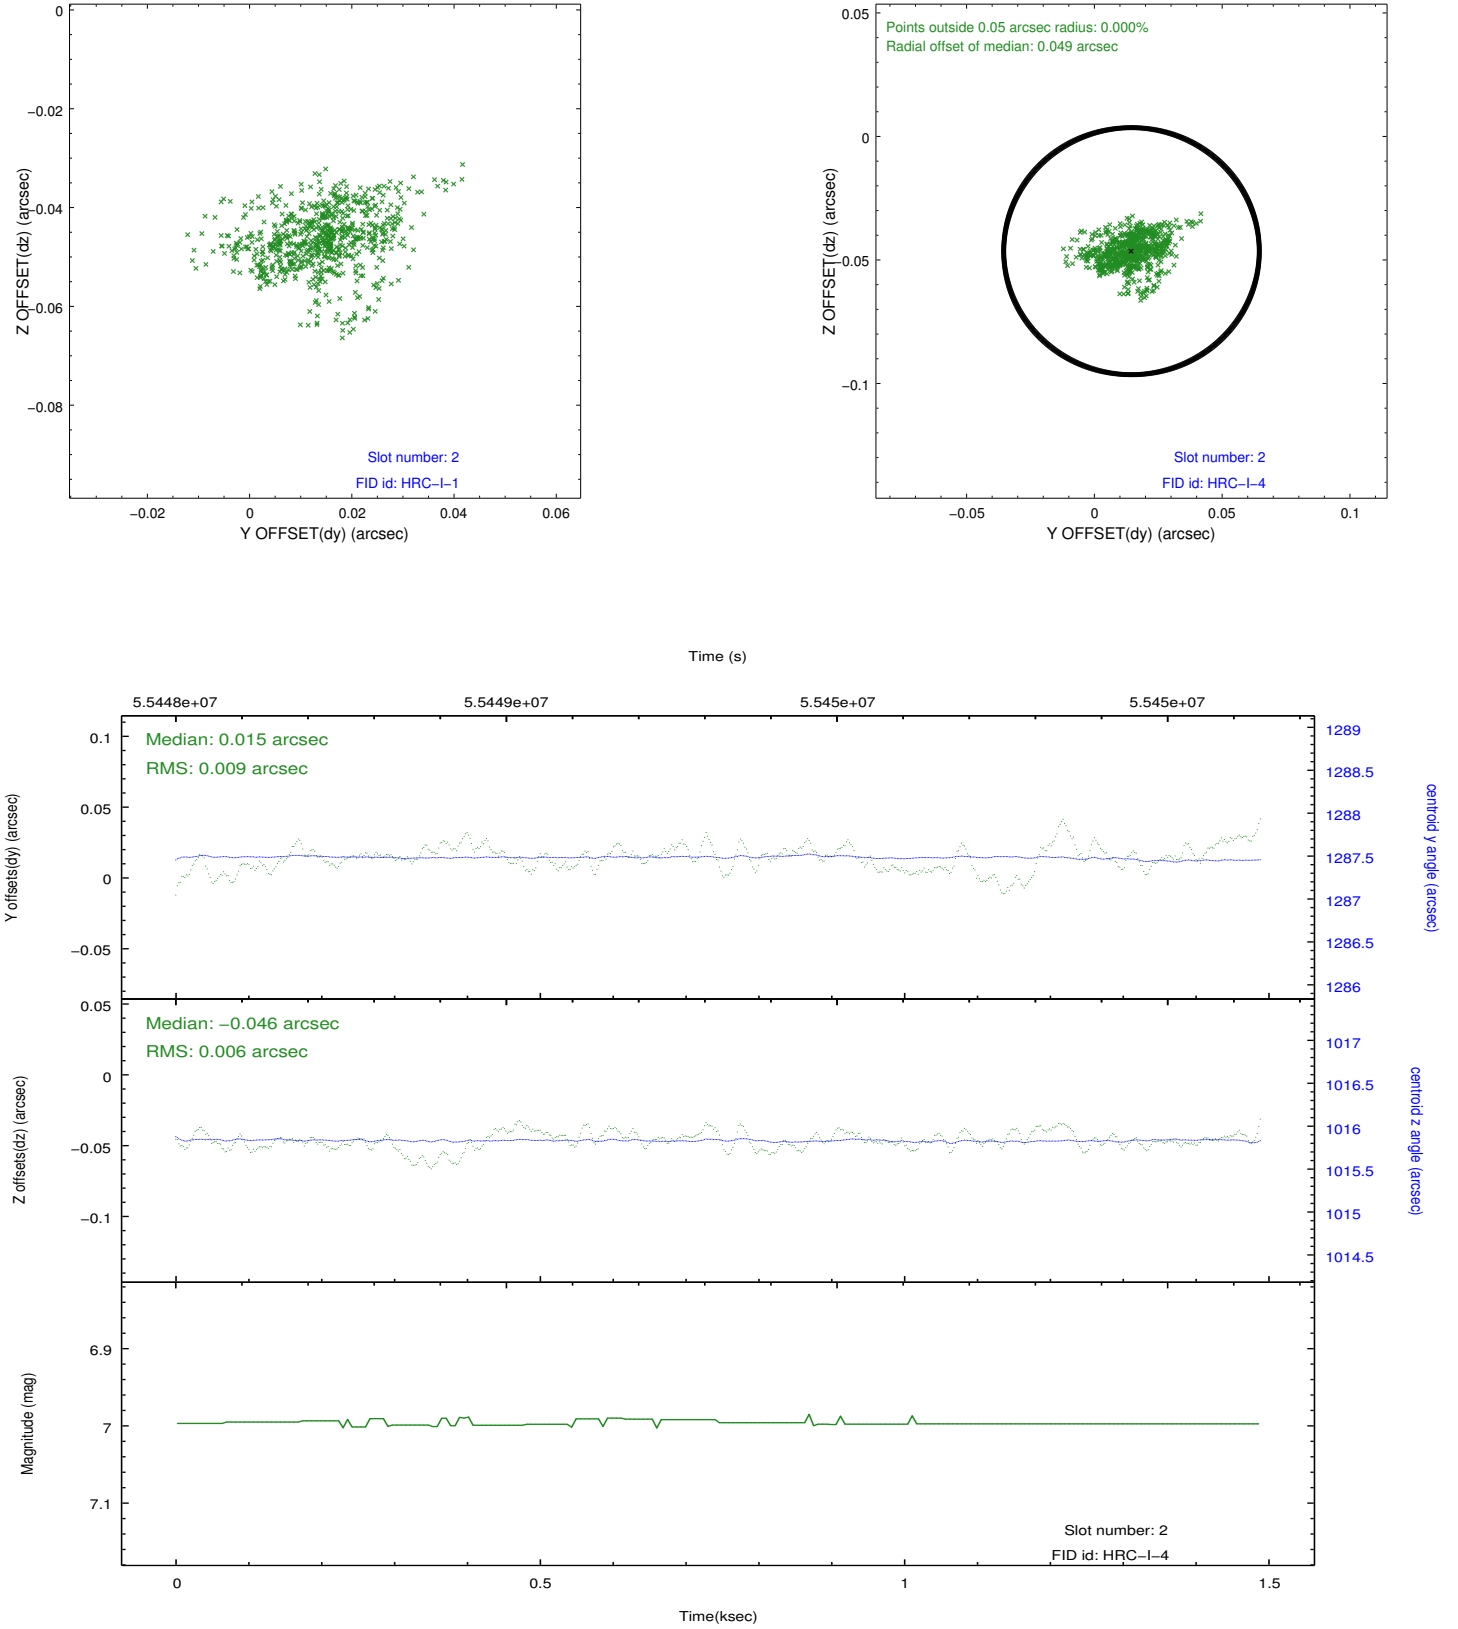 0
−0.02
−0.04
−0.06
−0.08
Z OFFSET(dz) (arcsec)
Slot number: 2
FID id: HRC−I−1
−0.02
0
0.02
0.04
0.06
Y OFFSET(dy) (arcsec)
Points outside 0.05 arcsec radius: 0.000%
Radial offset of median: 0.049 arcsec
0.05
0
−0.05
−0.1
Z OFFSET(dz) (arcsec)
Slot number: 2
FID id: HRC−I−4
−0.05
0
0.05
0.1
Y OFFSET(dy) (arcsec)
Time (s)
5.5448e+07
5.5449e+07
5.545e+07
5.545e+07
Median: 0.015 arcsec
RMS: 0.009 arcsec
0.1
0.05
0
−0.05
Y offsets(dy) (arcsec)
1289
1288.5
1288
1287.5
1287
1286.5
1286
centroid y angle (arcsec)
Median: −0.046 arcsec
RMS: 0.006 arcsec
0.05
0
−0.05
−0.1
Z offsets(dz) (arcsec)
1017
1016.5
1016
1015.5
1015
1014.5
centroid z angle (arcsec)
6.9
7
7.1
Magnitude (mag)
Slot number: 2
FID id: HRC−I−4
0
0.5
1
1.5
Time(ksec)